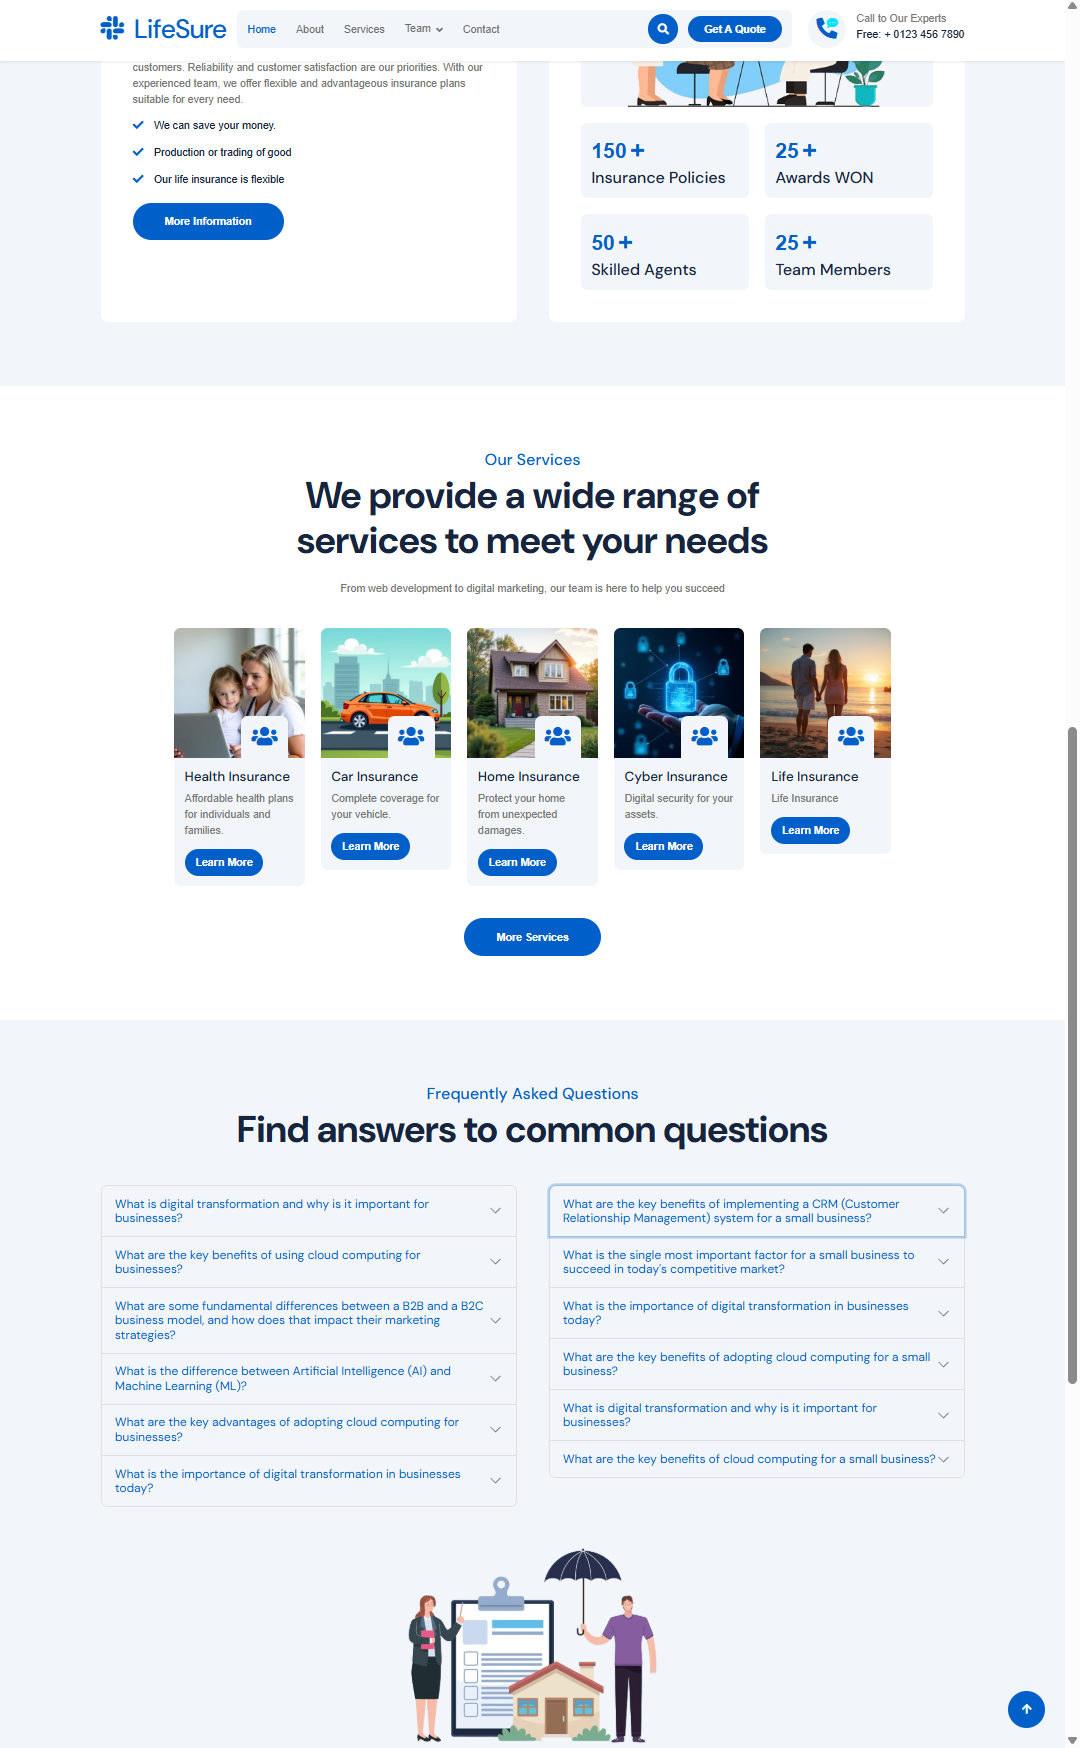 LifeSure
Home
About
Services
Team
Contact
Get A Quote
Call to Our Experts
Free: + 0123 456 7890
customers. Reliability and customer satisfaction are our priorities. With our
experienced team, we offer flexible and advantageous insurance plans
suitable for every need.
We can save your money.
Production or trading of good
Our life insurance is flexible
More Information
150 +
Insurance Policies
25 +
Awards WON
50 +
Skilled Agents
25 +
Team Members
Our Services
We provide a wide range of
services to meet your needs
From web development to digital marketing, our team is here to help you succeed
Health Insurance
Affordable health plans
for individuals and
families.
Learn More
Car Insurance
Complete coverage for
your vehicle.
Learn More
Home Insurance
Protect your home
from unexpected
damages.
Learn More
Cyber Insurance
Digital security for your
assets.
Learn More
Life Insurance
Life Insurance
Learn More
More Services
Frequently Asked Questions
Find answers to common questions
What is digital transformation and why is it important for
businesses?
What are the key benefits of using cloud computing for
businesses?
What are some fundamental differences between a B2B and a B2C
business model, and how does that impact their marketing
strategies?
What is the difference between Artificial Intelligence (AI) and
Machine Learning (ML)?
What are the key advantages of adopting cloud computing for
businesses?
What is the importance of digital transformation in businesses
today?
What are the key benefits of implementing a CRM (Customer
Relationship Management) system for a small business?
What is the single most important factor for a small business to
succeed in today's competitive market?
What is the importance of digital transformation in businesses
today?
What are the key benefits of adopting cloud computing for a small
business?
What is digital transformation and why is it important for
businesses?
What are the key benefits of cloud computing for a small business?